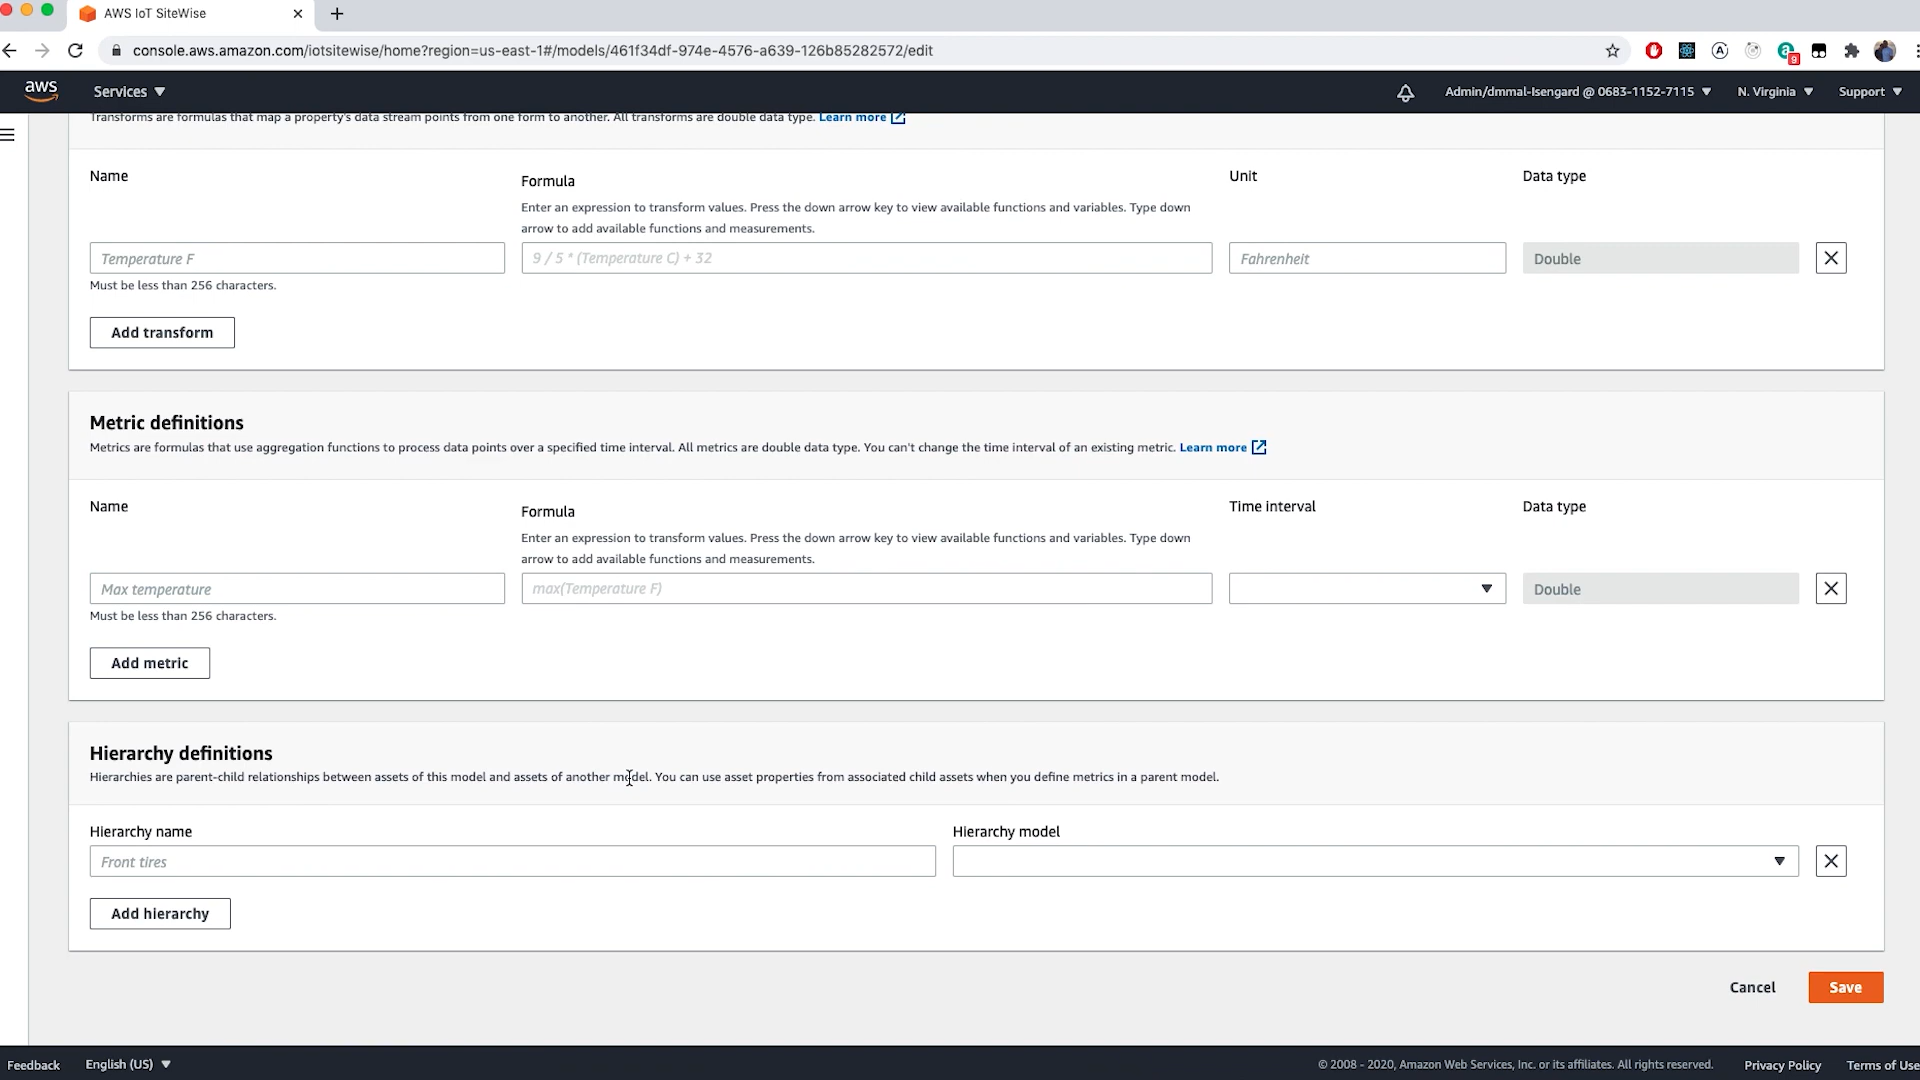 AWS IoT SiteWise
console.aws.amazon.com/iotsitewise/home?region=us-east-1#/models/461f34df-974e-4576-a639-126b85282572/edit
9
aws
Services
Admin/dmmal-Isengard @ 0683-1152-7115
N. Virginia
Support
Transforms are formulas that map a property's data stream points from one form to another. All transforms are double data type. Learn more
Name
Formula
Unit
Data type
Enter an expression to transform values. Press the down arrow key to view available functions and variables. Type down
arrow to add available functions and measurements.
Temperature F
9 / 5 * (Temperature C) + 32
Fahrenheit
Double
Must be less than 256 characters.
Add transform
Metric definitions
Metrics are formulas that use aggregation functions to process data points over a specified time interval. All metrics are double data type. You can't change the time interval of an existing metric. Learn more
Name
Formula
Time interval
Data type
Enter an expression to transform values. Press the down arrow key to view available functions and variables. Type down
arrow to add available functions and measurements.
Max temperature
max(Temperature F)
Double
Must be less than 256 characters.
Add metric
Hierarchy definitions
Hierarchies are parent-child relationships between assets of this model and assets of another model. You can use asset properties from associated child assets when you define metrics in a parent model.
Hierarchy name
Hierarchy model
Front tires
Add hierarchy
Cancel
Save
Feedback
English (US)
© 2008 - 2020, Amazon Web Services, Inc. or its affiliates. All rights reserved.
Privacy Policy
Terms of Use